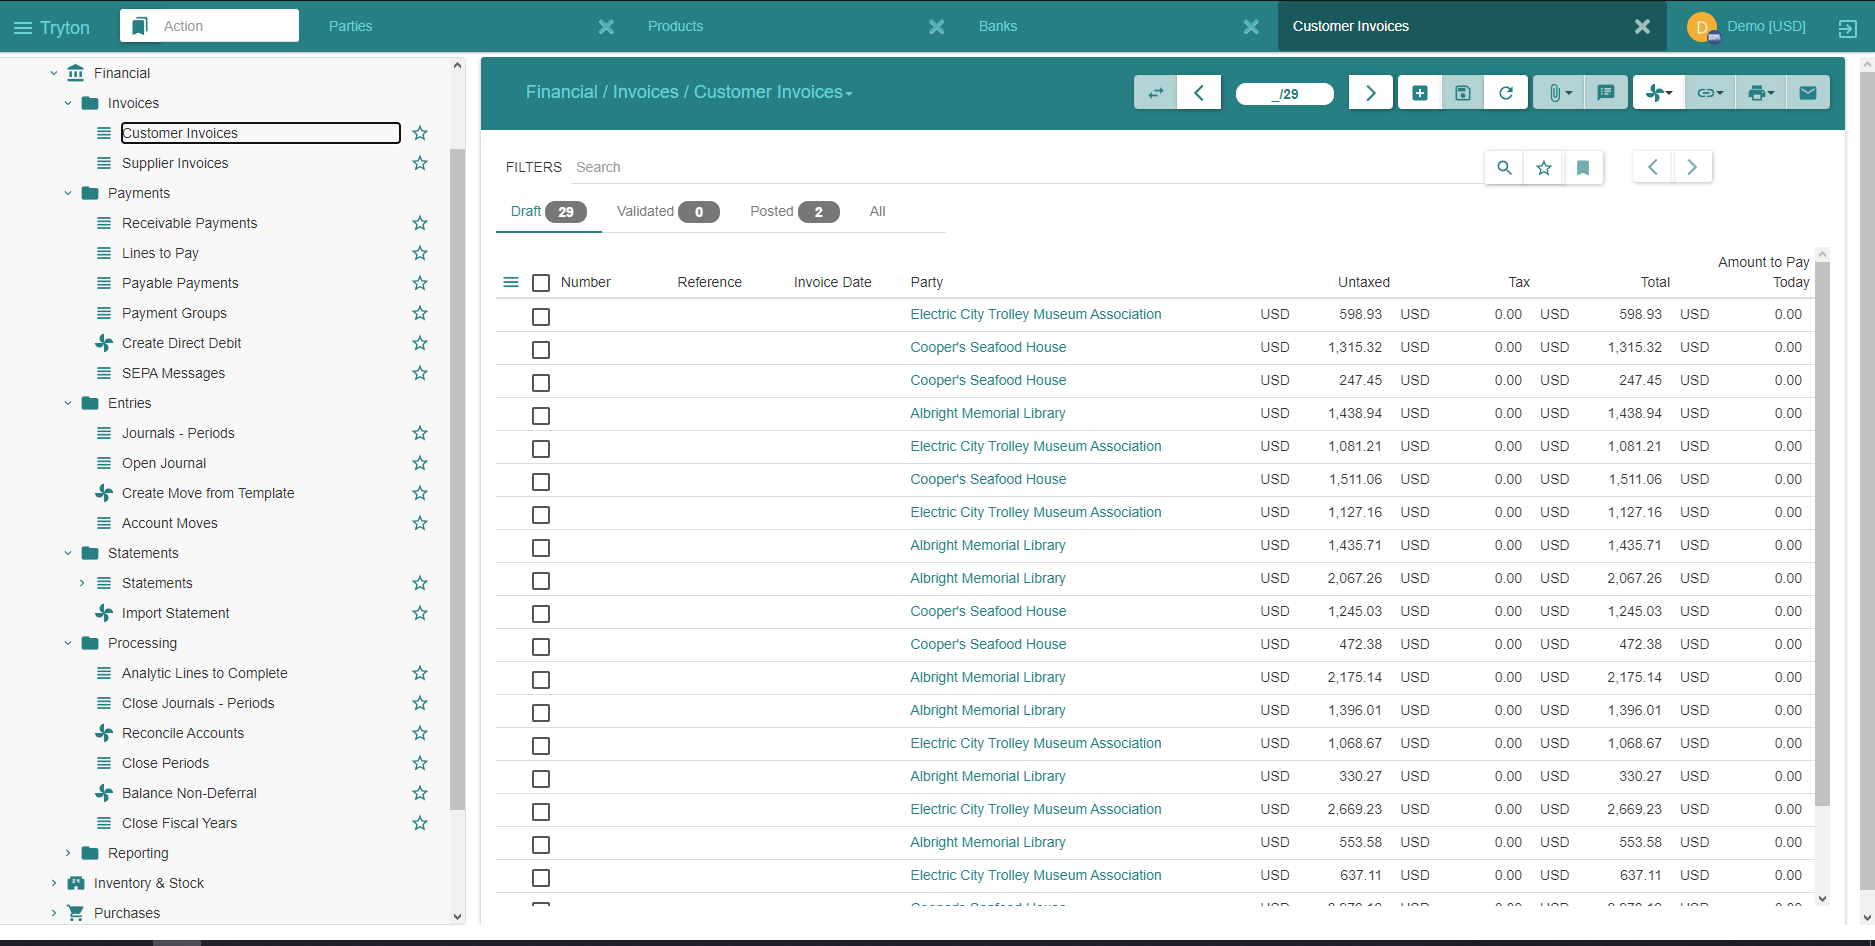 Tryton Action Parties Products Banks Customer Invoices D Demo [USD]
Financial
Invoices
Customer Invoices
Supplier Invoices
Payments
Receivable Payments
Lines to Pay
Payable Payments
Payment Groups
Create Direct Debit
SEPA Messages
Entries
Journals - Periods
Open Journal
Create Move from Template
Account Moves
Statements
Statements
Import Statement
Processing
Analytic Lines to Complete
Close Journals - Periods
Reconcile Accounts
Close Periods
Balance Non-Deferral
Close Fiscal Years
Reporting
Inventory & Stock
Purchases
Financial / Invoices / Customer Invoices
_/29
FILTERS Search
Draft 29 Validated 0 Posted 2 All
Number Reference Invoice Date Party Untaxed Tax Total Amount to Pay Today
Electric City Trolley Museum Association USD 598.93 USD 0.00 USD 598.93 USD 0.00
Cooper's Seafood House USD 1,315.32 USD 0.00 USD 1,315.32 USD 0.00
Cooper's Seafood House USD 247.45 USD 0.00 USD 247.45 USD 0.00
Albright Memorial Library USD 1,438.94 USD 0.00 USD 1,438.94 USD 0.00
Electric City Trolley Museum Association USD 1,081.21 USD 0.00 USD 1,081.21 USD 0.00
Cooper's Seafood House USD 1,511.06 USD 0.00 USD 1,511.06 USD 0.00
Electric City Trolley Museum Association USD 1,127.16 USD 0.00 USD 1,127.16 USD 0.00
Albright Memorial Library USD 1,435.71 USD 0.00 USD 1,435.71 USD 0.00
Albright Memorial Library USD 2,067.26 USD 0.00 USD 2,067.26 USD 0.00
Cooper's Seafood House USD 1,245.03 USD 0.00 USD 1,245.03 USD 0.00
Cooper's Seafood House USD 472.38 USD 0.00 USD 472.38 USD 0.00
Albright Memorial Library USD 2,175.14 USD 0.00 USD 2,175.14 USD 0.00
Albright Memorial Library USD 1,396.01 USD 0.00 USD 1,396.01 USD 0.00
Electric City Trolley Museum Association USD 1,068.67 USD 0.00 USD 1,068.67 USD 0.00
Albright Memorial Library USD 330.27 USD 0.00 USD 330.27 USD 0.00
Electric City Trolley Museum Association USD 2,669.23 USD 0.00 USD 2,669.23 USD 0.00
Albright Memorial Library USD 553.58 USD 0.00 USD 553.58 USD 0.00
Electric City Trolley Museum Association USD 637.11 USD 0.00 USD 637.11 USD 0.00